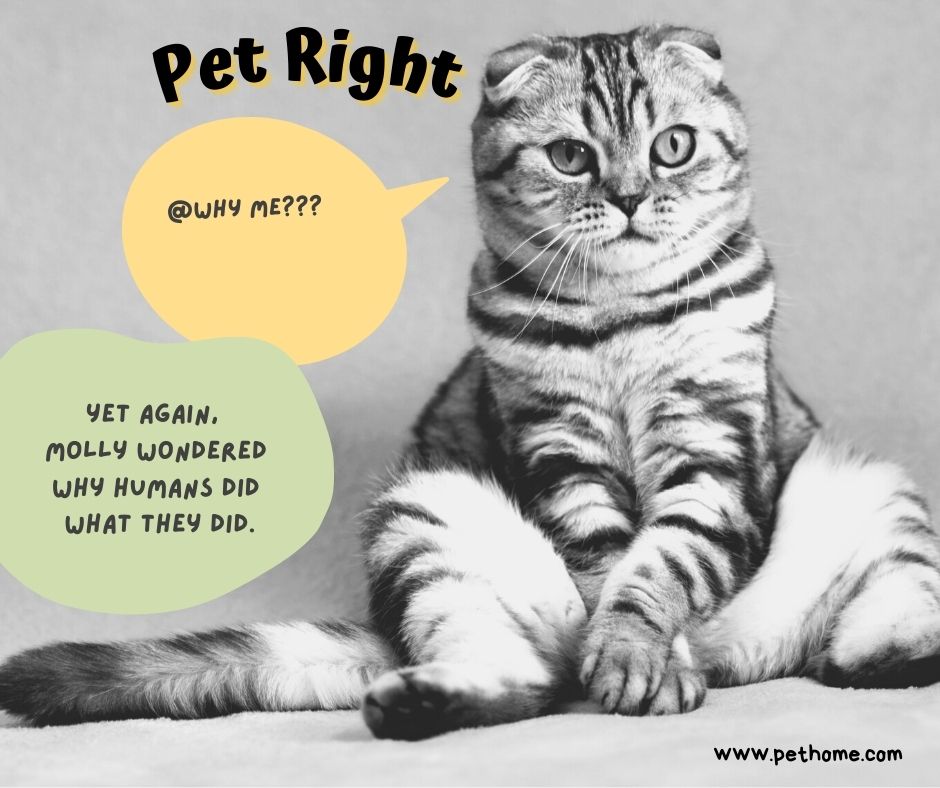 Pet Right
@WHY ME???
YET AGAIN,
MOLLY WONDERED
WHY HUMANS DID
WHAT THEY DID.
www.pethome.com